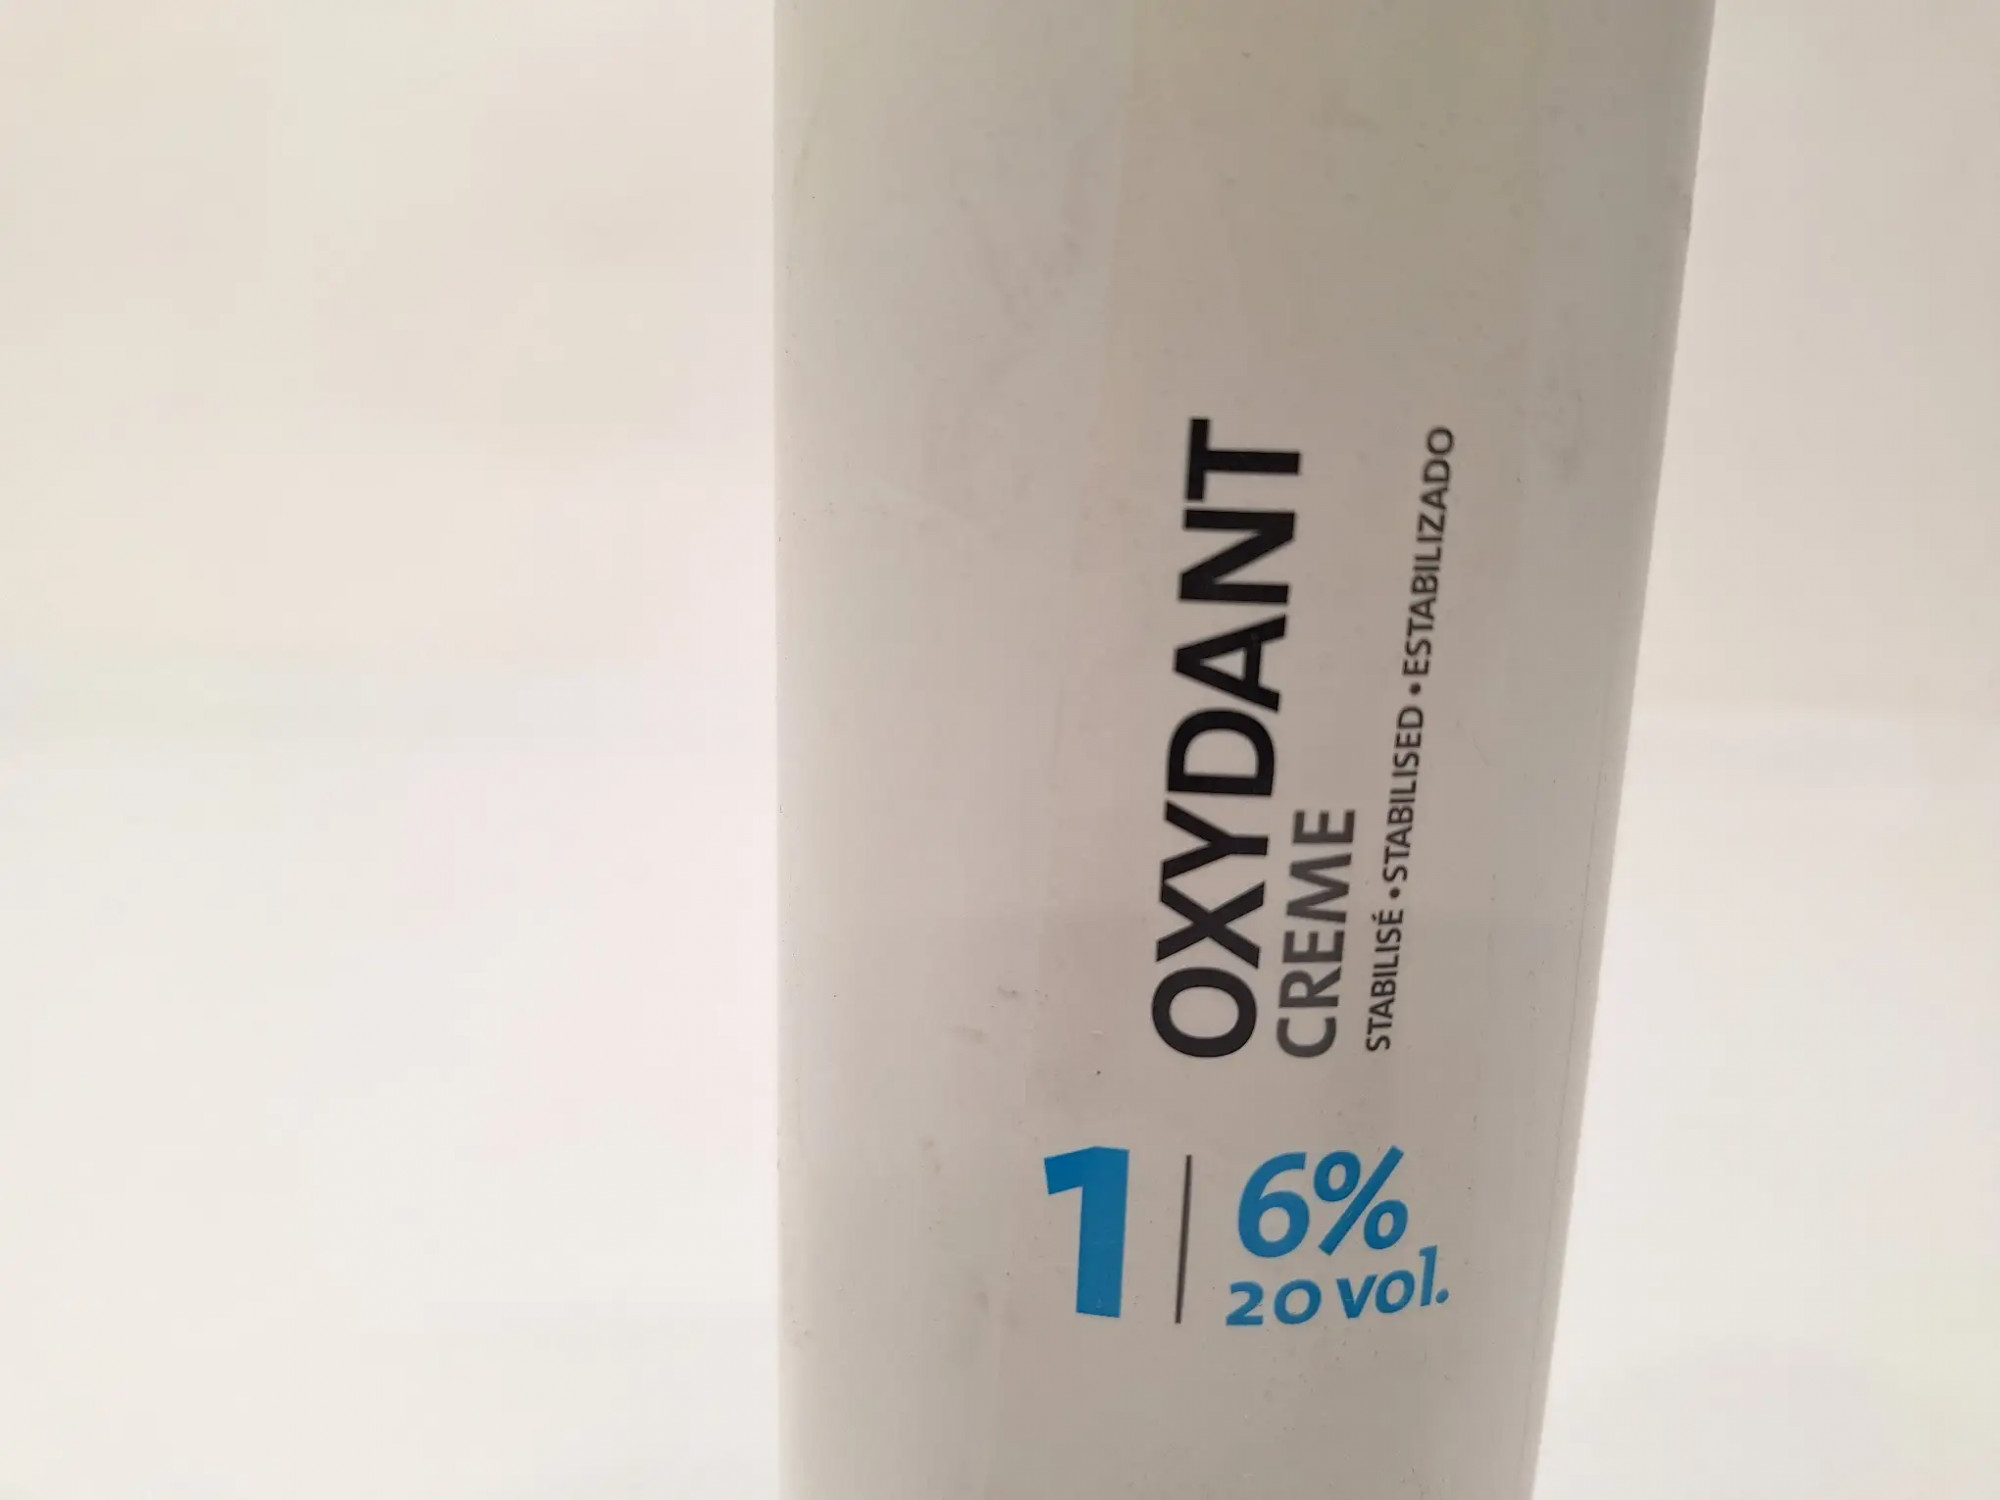 OXYDANT
CREME
STABILISÉ • STABILISED • ESTABILIZADO
1
6%
20 vol.